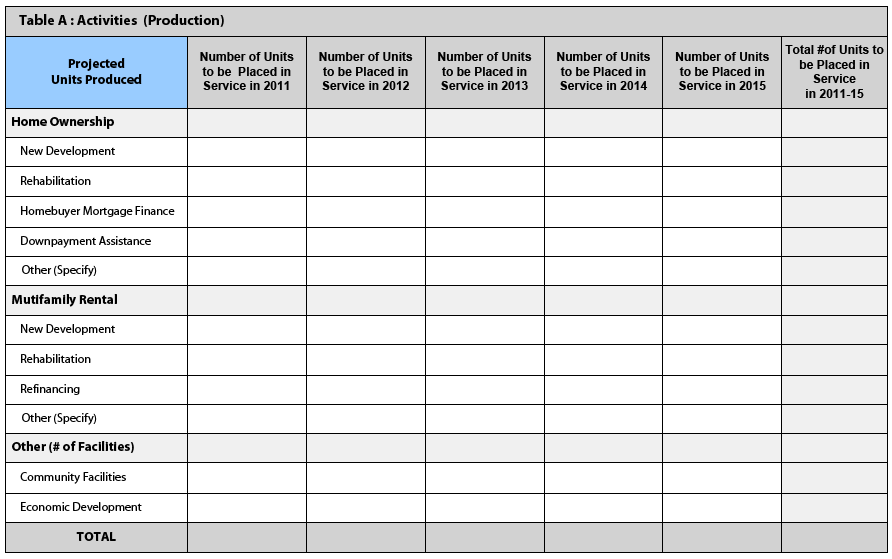 Table A : Activities (Production)
Projected
Units Produced
Number of Units
to be Placed in
Service in 2011
Number of Units
to be Placed in
Service in 2012
Number of Units
to be Placed in
Service in 2013
Number of Units
to be Placed in
Service in 2014
Number of Units
to be Placed in
Service in 2015
Total #of Units to
be Placed in
Service
in 2011-15
Home Ownership
New Development
Rehabilitation
Homebuyer Mortgage Finance
Downpayment Assistance
Other (Specify)
Mutifamily Rental
New Development
Rehabilitation
Refinancing
Other (Specify)
Other (# of Facilities)
Community Facilities
Economic Development
TOTAL